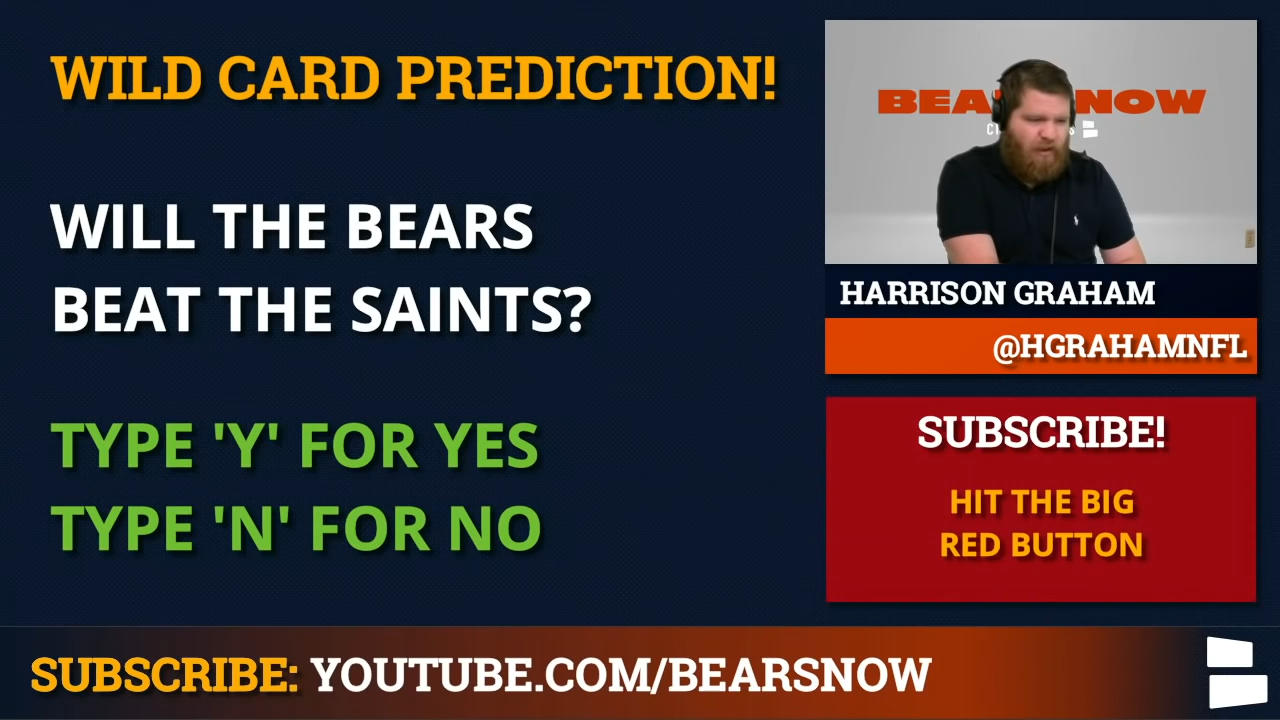 WILD CARD PREDICTION!
WILL THE BEARS
BEAT THE SAINTS?
TYPE 'Y' FOR YES
TYPE 'N' FOR NO
NOW
HARRISON GRAHAM
@HGRAHAMNFL
SUBSCRIBE!
HIT THE BIG
RED BUTTON
SUBSCRIBE: YOUTUBE.COM/BEARSNOW